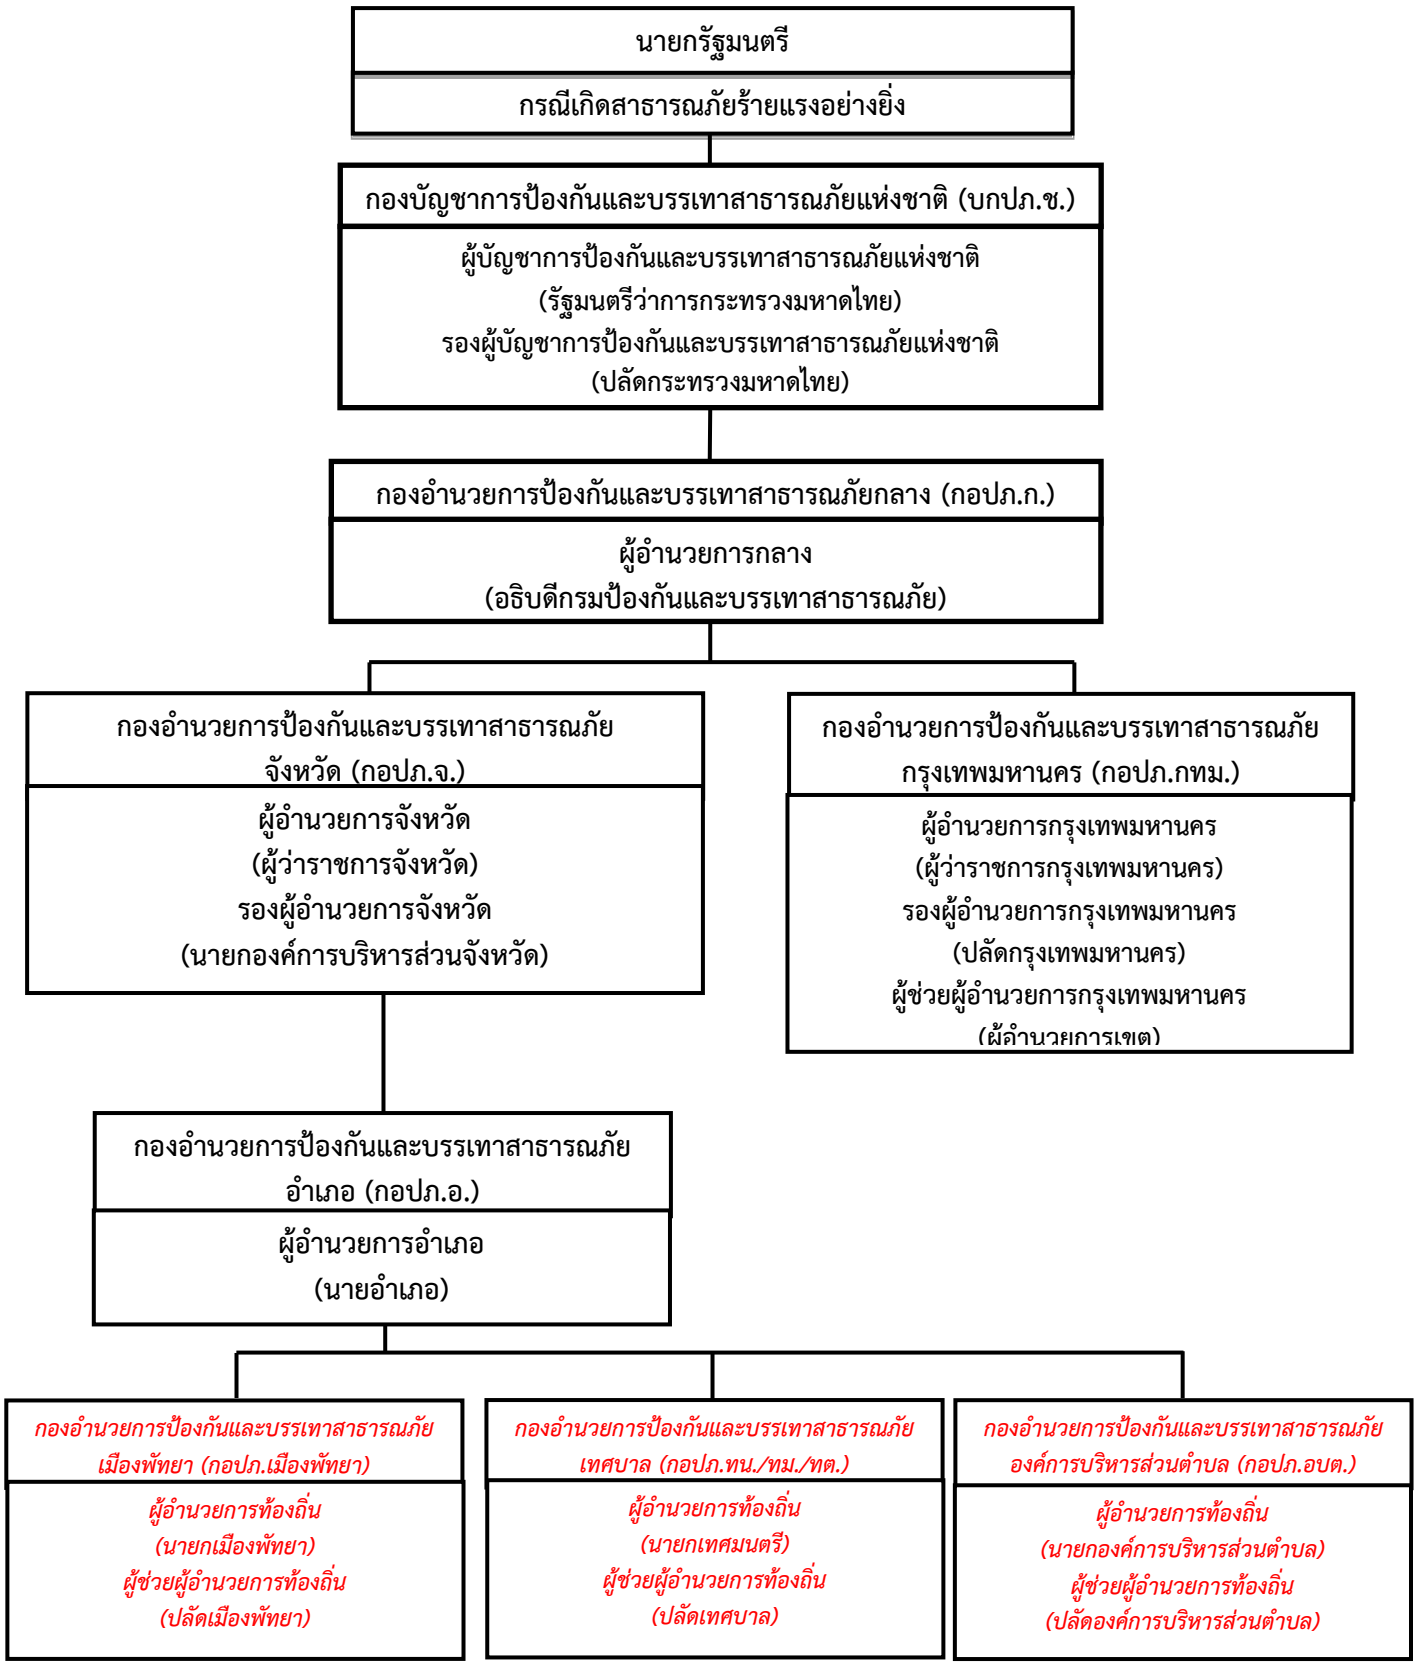 นายกรัฐมนตรี
กรณีเกิดสาธารณภัยร้ายแรงอย่างยิ่ง
กองบัญชาการป้องกันและบรรเทาสาธารณภัยแห่งชาติ (บกปภ.ช.)
ผู้บัญชาการป้องกันและบรรเทาสาธารณภัยแห่งชาติ
(รัฐมนตรีว่าการกระทรวงมหาดไทย)
รองผู้บัญชาการป้องกันและบรรเทาสาธารณภัยแห่งชาติ
(ปลัดกระทรวงมหาดไทย)
กองอำนวยการป้องกันและบรรเทาสาธารณภัยกลาง (กอปภ.ก.)
ผู้อำนวยการกลาง
(อธิบดีกรมป้องกันและบรรเทาสาธารณภัย)
กองอำนวยการป้องกันและบรรเทาสาธารณภัย
จังหวัด (กอปภ.จ.)
ผู้อำนวยการจังหวัด
(ผู้ว่าราชการจังหวัด)
รองผู้อำนวยการจังหวัด
(นายกองค์การบริหารส่วนจังหวัด)
กองอำนวยการป้องกันและบรรเทาสาธารณภัย
กรุงเทพมหานคร (กอปภ.กทม.)
ผู้อำนวยการกรุงเทพมหานคร
(ผู้ว่าราชการกรุงเทพมหานคร)
รองผู้อำนวยการกรุงเทพมหานคร
(ปลัดกรุงเทพมหานคร)
ผู้ช่วยผู้อำนวยการกรุงเทพมหานคร
(ผู้อำนวยการเขต)
กองอำนวยการป้องกันและบรรเทาสาธารณภัย
อำเภอ (กอปภ.อ.)
ผู้อำนวยการอำเภอ
(นายอำเภอ)
กองอำนวยการป้องกันและบรรเทาสาธารณภัย
เมืองพัทยา (กอปภ.เมืองพัทยา)
ผู้อำนวยการท้องถิ่น
(นายกเมืองพัทยา)
ผู้ช่วยผู้อำนวยการท้องถิ่น
(ปลัดเมืองพัทยา)
กองอำนวยการป้องกันและบรรเทาสาธารณภัย
เทศบาล (กอปภ.ทน./ทม./ทต.)
ผู้อำนวยการท้องถิ่น
(นายกเทศมนตรี)
ผู้ช่วยผู้อำนวยการท้องถิ่น
(ปลัดเทศบาล)
กองอำนวยการป้องกันและบรรเทาสาธารณภัย
องค์การบริหารส่วนตำบล (กอปภ.อบต.)
ผู้อำนวยการท้องถิ่น
(นายกองค์การบริหารส่วนตำบล)
ผู้ช่วยผู้อำนวยการท้องถิ่น
(ปลัดองค์การบริหารส่วนตำบล)